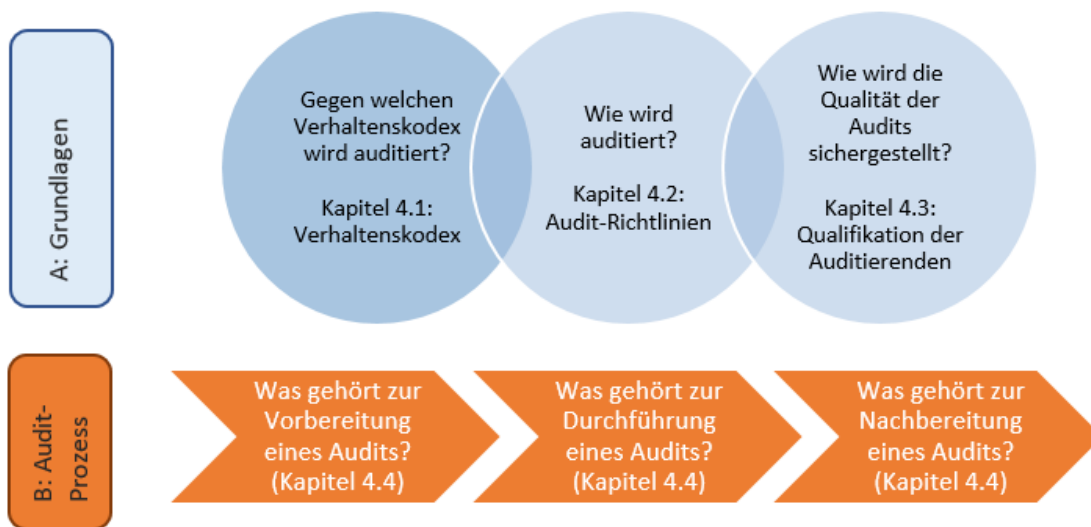 A: Grundlagen
Gegen welchen
Verhaltenskodex
wird auditiert?
Kapitel 4.1:
Verhaltenskodex
Wie wird
auditiert?
Kapitel 4.2:
Audit-Richtlinien
Wie wird die
Qualität der
Audits
sichergestellt?
Kapitel 4.3:
Qualifikation der
Auditierenden
B: Audit-
Prozess
Was gehört zur
Vorbereitung
eines Audits?
(Kapitel 4.4)
Was gehört zur
Durchführung
eines Audits?
(Kapitel 4.4)
Was gehört zur
Nachbereitung
eines Audits?
(Kapitel 4.4)